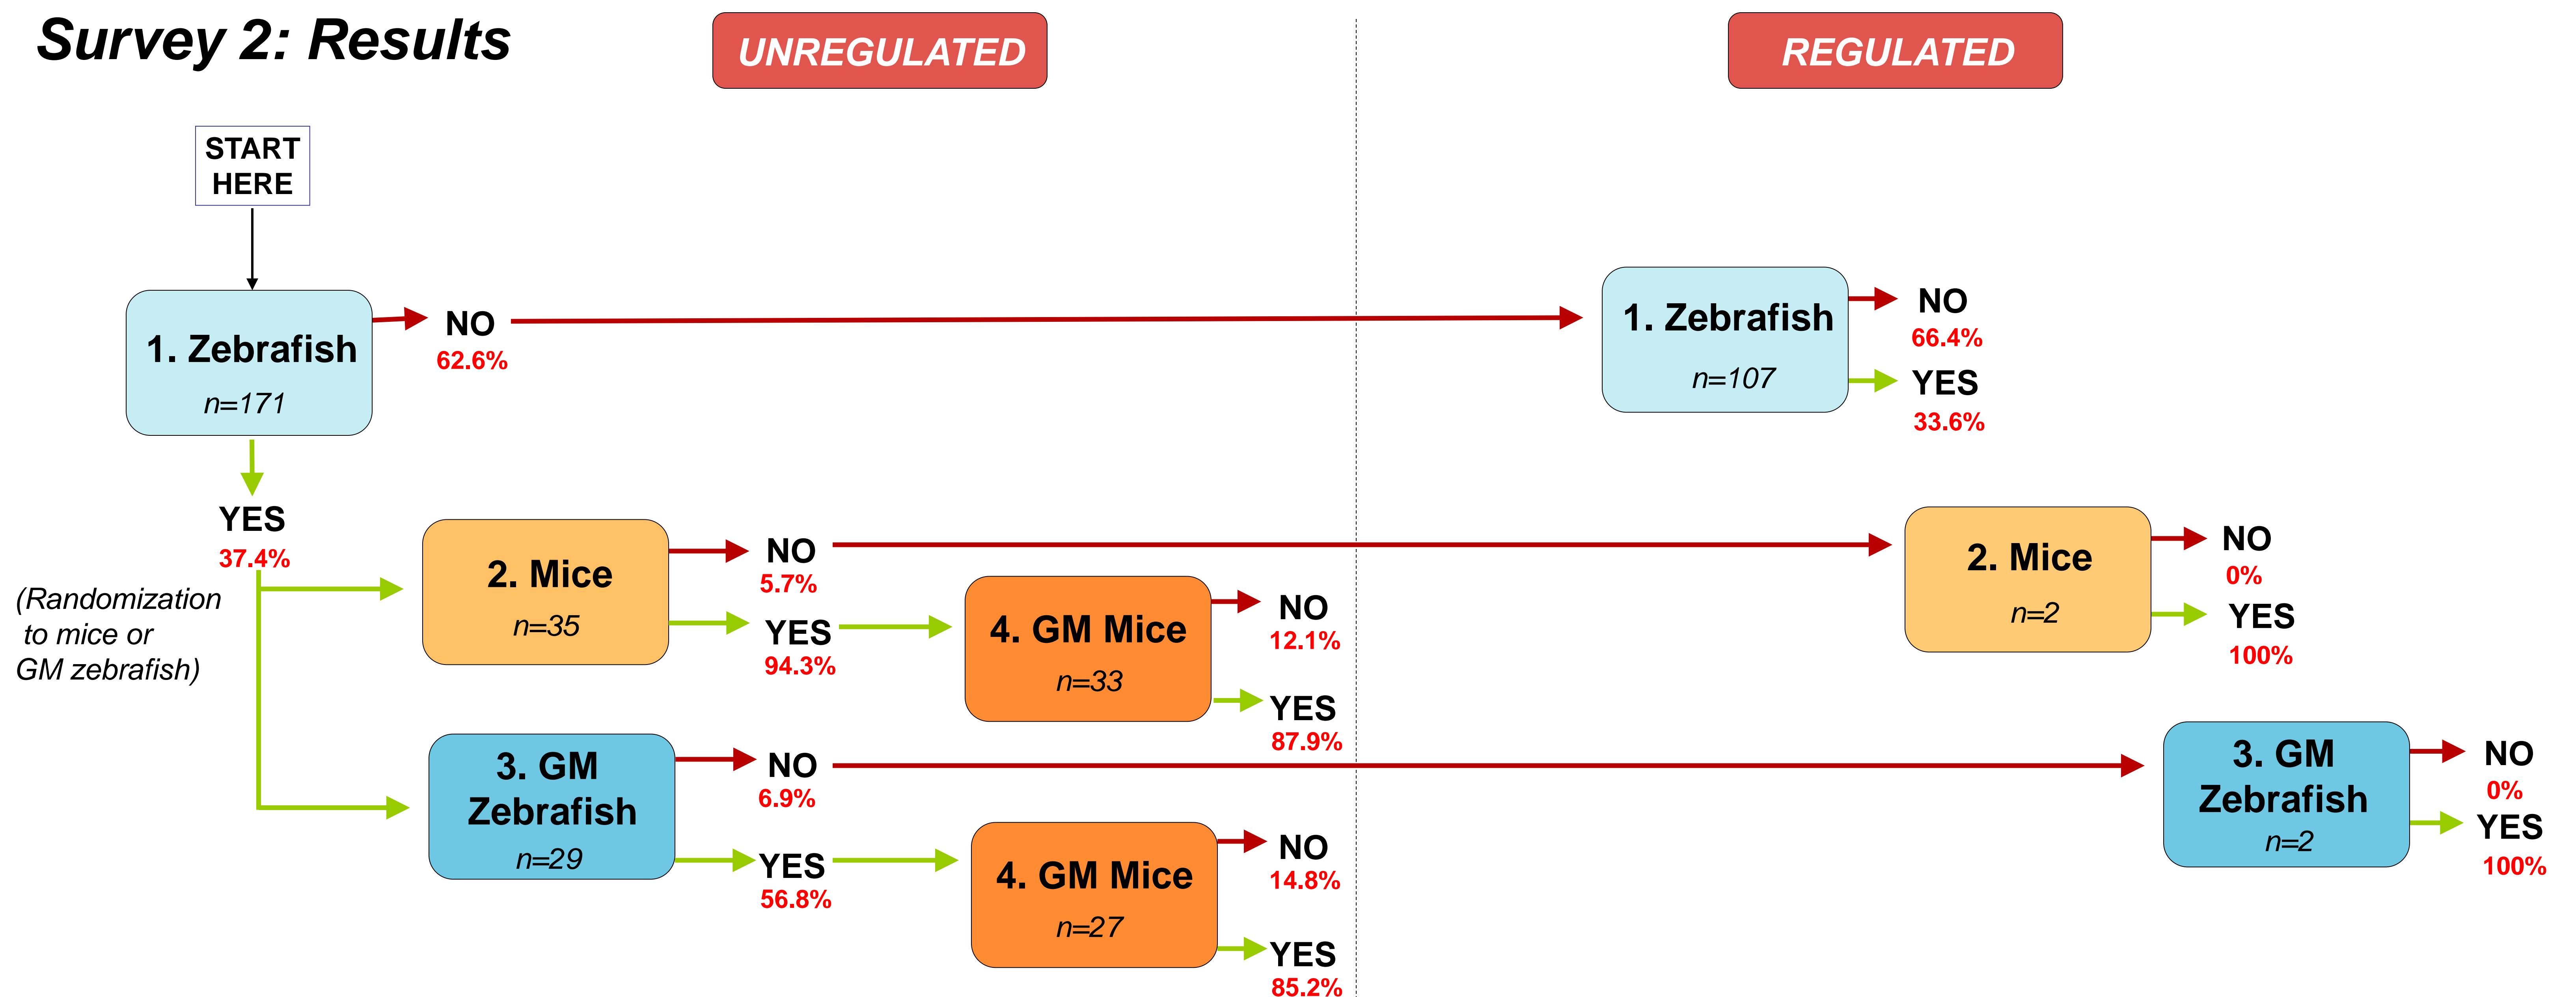 Survey 2: Results
UNREGULATED
REGULATED
START
HERE
1. Zebrafish
n=171
NO
62.6%
1. Zebrafish
n=107
NO
66.4%
YES
33.6%
YES
37.4%
(Randomization
to mice or
GM zebrafish)
2. Mice
n=35
NO
5.7%
YES
94.3%
4. GM Mice
n=33
NO
12.1%
YES
87.9%
2. Mice
n=2
NO
0%
YES
100%
3. GM
Zebrafish
n=29
NO
6.9%
YES
56.8%
4. GM Mice
n=27
NO
14.8%
YES
85.2%
3. GM
Zebrafish
n=2
NO
0%
YES
100%